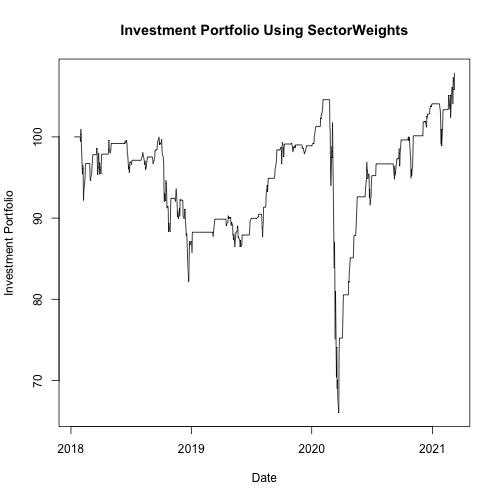 Investment Portfolio Using SectorWeights
Investment Portfolio
100
90
80
70
2018 2019 2020 2021
Date